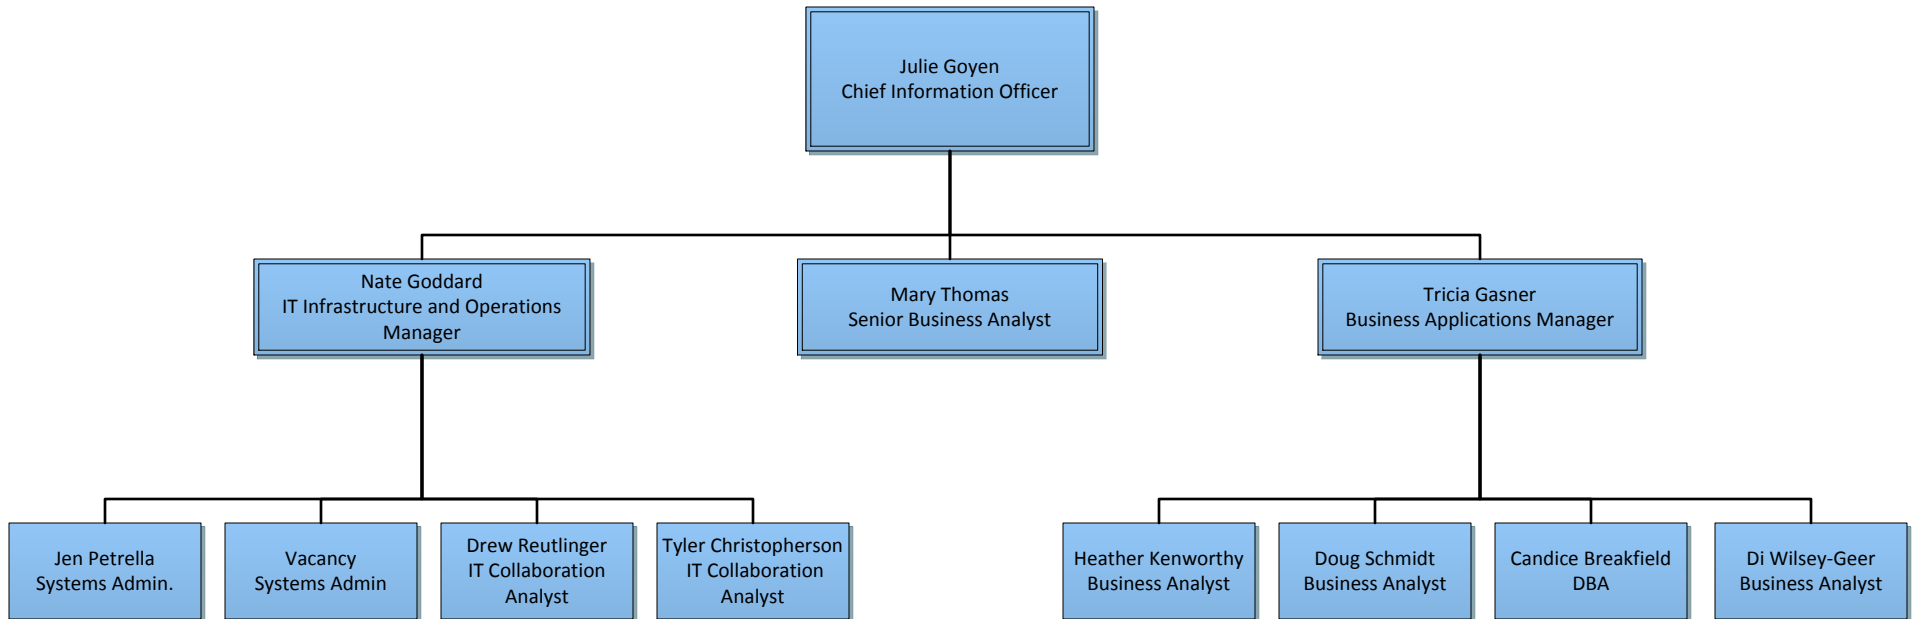 Julie Goyen
Chief Information Officer
Nate Goddard
IT Infrastructure and Operations
Manager
Mary Thomas
Senior Business Analyst
Tricia Gasner
Business Applications Manager
Jen Petrella
Systems Admin.
Vacancy
Systems Admin
Drew Reutlinger
IT Collaboration
Analyst
Tyler Christopherson
IT Collaboration
Analyst
Heather Kenworthy
Business Analyst
Doug Schmidt
Business Analyst
Candice Breakfield
DBA
Di Wilsey-Geer
Business Analyst